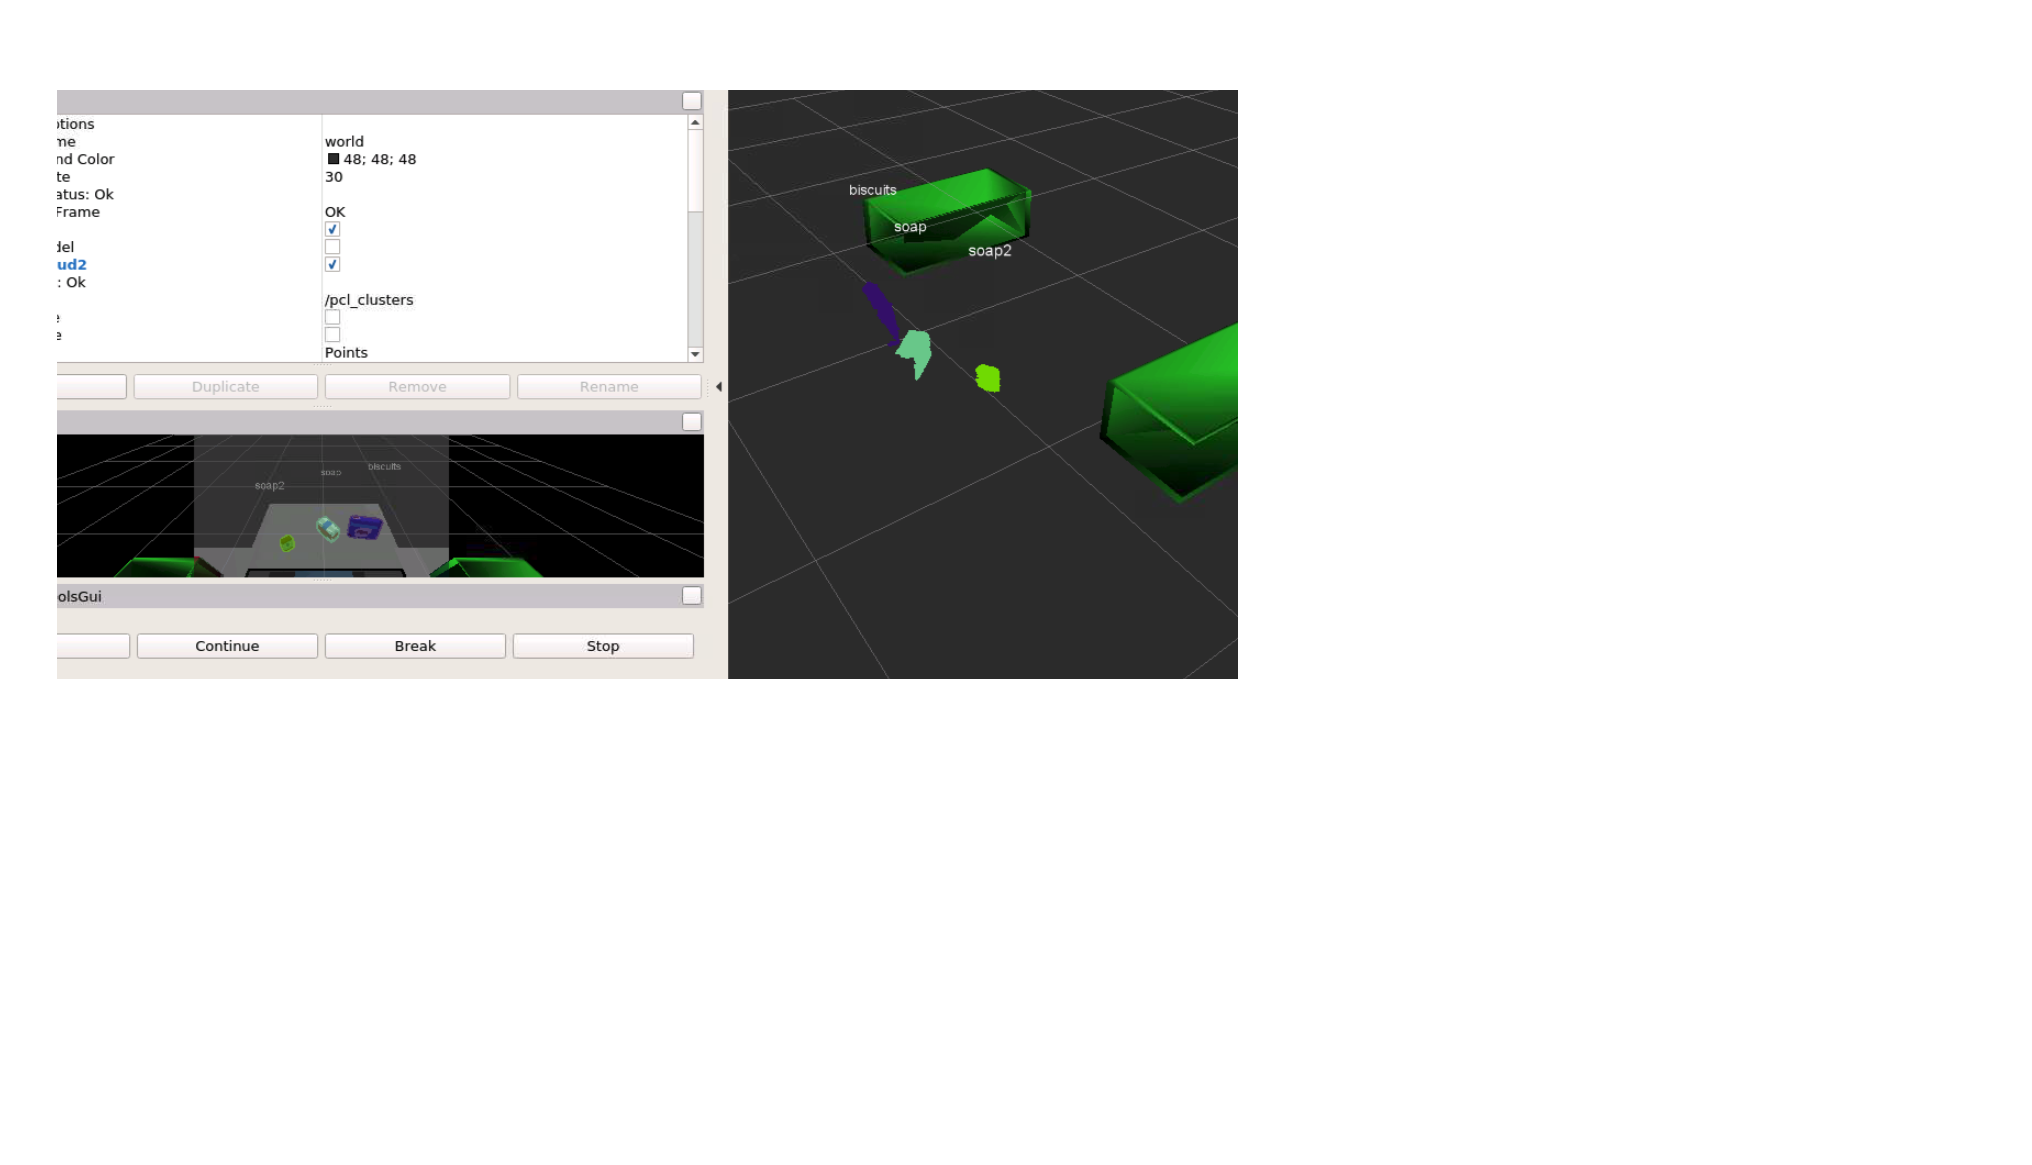 otions
me
world
nd Color
48; 48; 48
te
30
atus: Ok
Frame
OK
del
ud2
: Ok
/pcl_clusters
e
e
Points
Duplicate
Remove
Rename
soap2
soap
biscuits
olsGui
Continue
Break
Stop
biscuits
soap
soap2